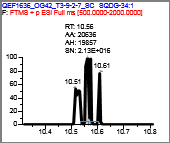 QEF1636_OG42_T3-9-2-7_SC SQDG-34:1
F: FTMS + p ESI Full ms [500.0000-2000.0000]
RT: 10.56
AA: 20636
AH: 19857
SN: 2.13E+016
100
80
60
40
20
0
10.51
10.61
10.4
10.5
10.6
10.7
10.8